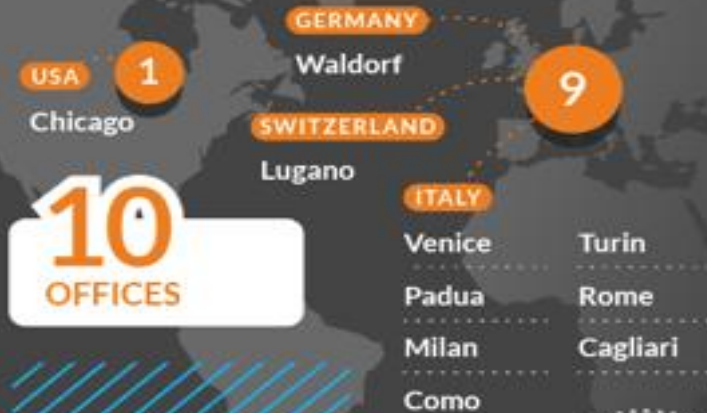 USA
1
Chicago
GERMANY
Waldorf
SWITZERLAND
Lugano
9
10
OFFICES
ITALY
Venice
Turin
Padua
Rome
Milan
Cagliari
Como